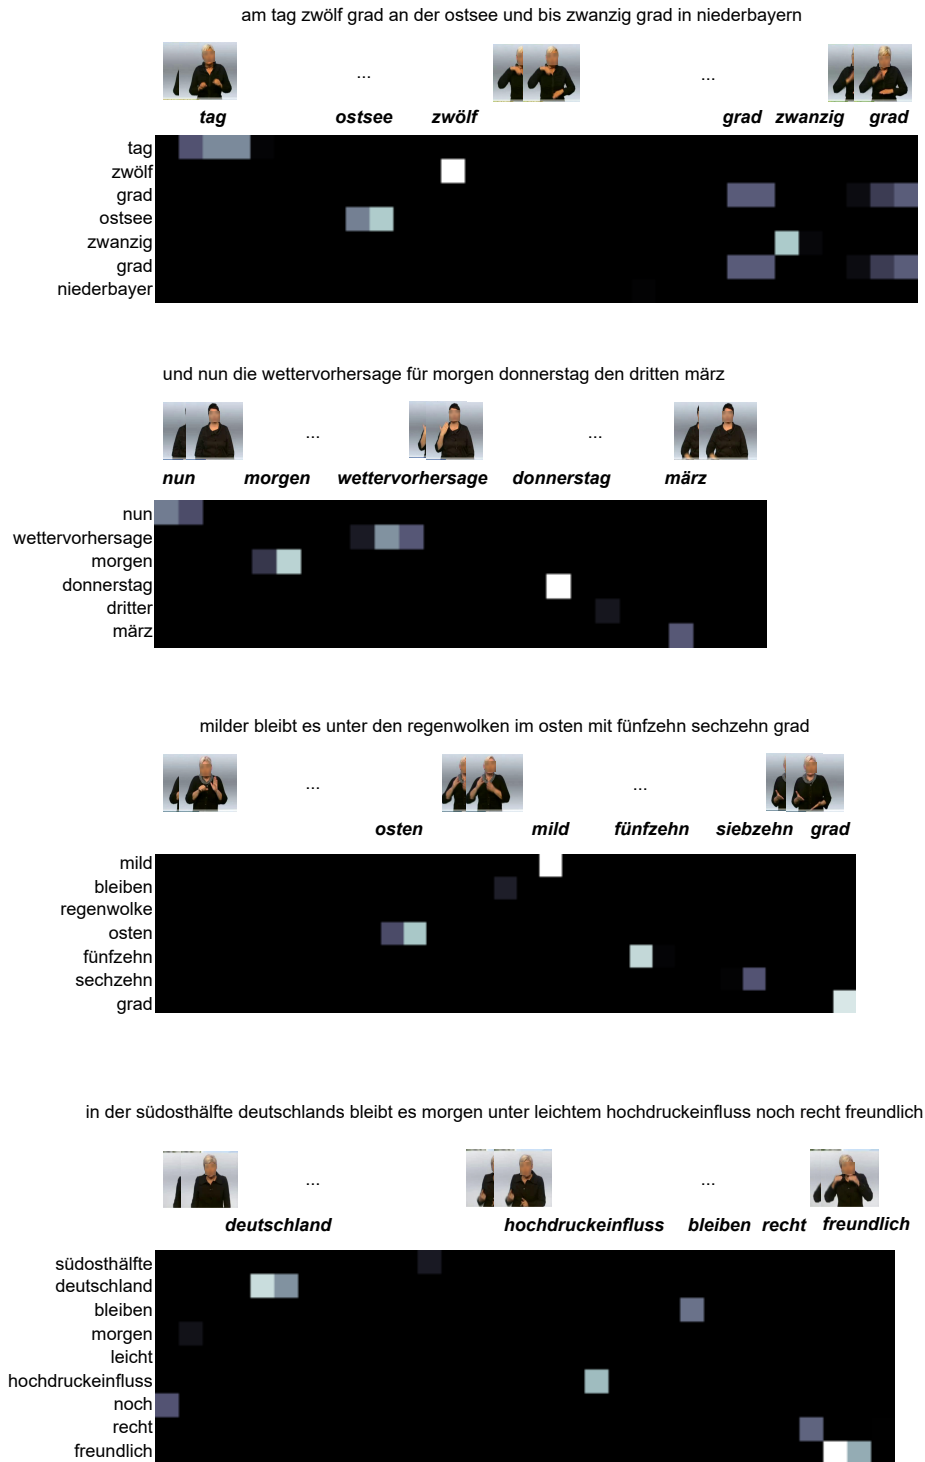 am tag zwölf grad an der ostsee und bis zwanzig grad in niederbayern
... ...
tag ostsee zwölf grad zwanzig grad
tag
zwölf
grad
ostsee
zwanzig
grad
niederbayer
und nun die wettervorhersage für morgen donnerstag den dritten märz
... ...
nun morgen wettervorhersage donnerstag märz
nun
wettervorhersage
morgen
donnerstag
dritter
märz
milder bleibt es unter den regenwolken im osten mit fünfzehn sechzehn grad
... ...
osten mild fünfzehn siebzehn grad
mild
bleiben
regenwolke
osten
fünfzehn
sechzehn
grad
in der südosthälfte deutschlands bleibt es morgen unter leichtem hochdruckeinfluss noch recht freundlich
... ...
deutschland hochdruckeinfluss bleiben recht freundlich
südosthälfte
deutschland
bleiben
morgen
leicht
hochdruckeinfluss
noch
recht
freundlich